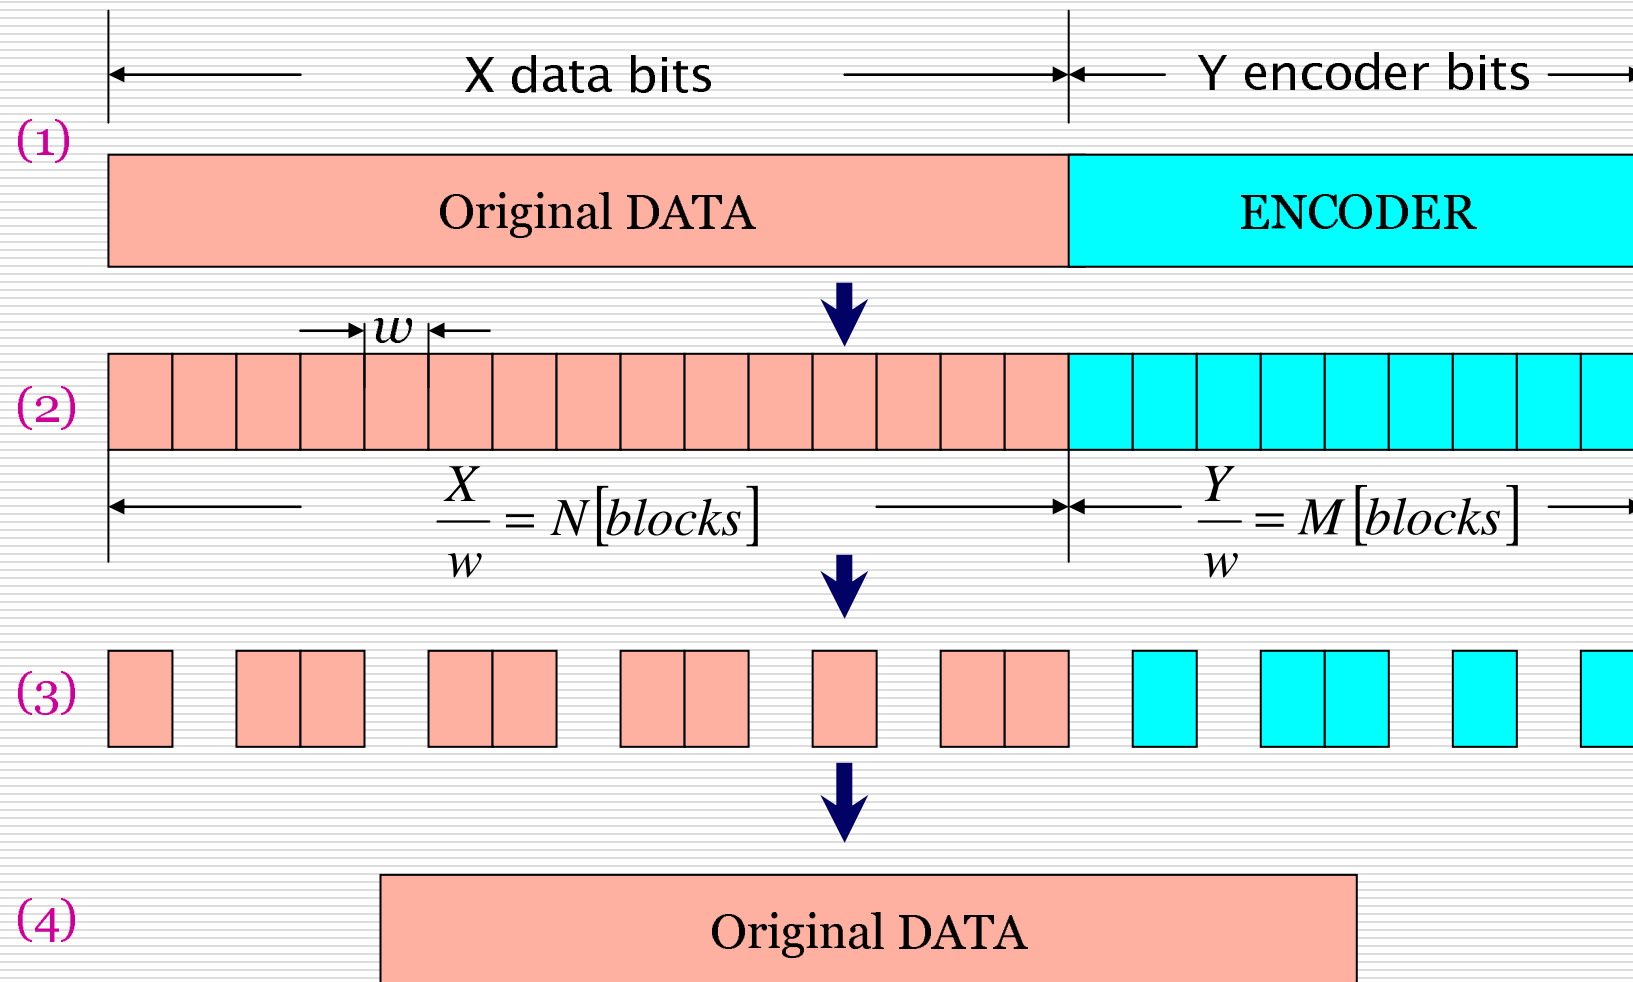 X data bits
Y encoder bits
(1)
Original DATA
ENCODER
w
(2)
X/w = N[blocks]
Y/w = M[blocks]
(3)
(4)
Original DATA